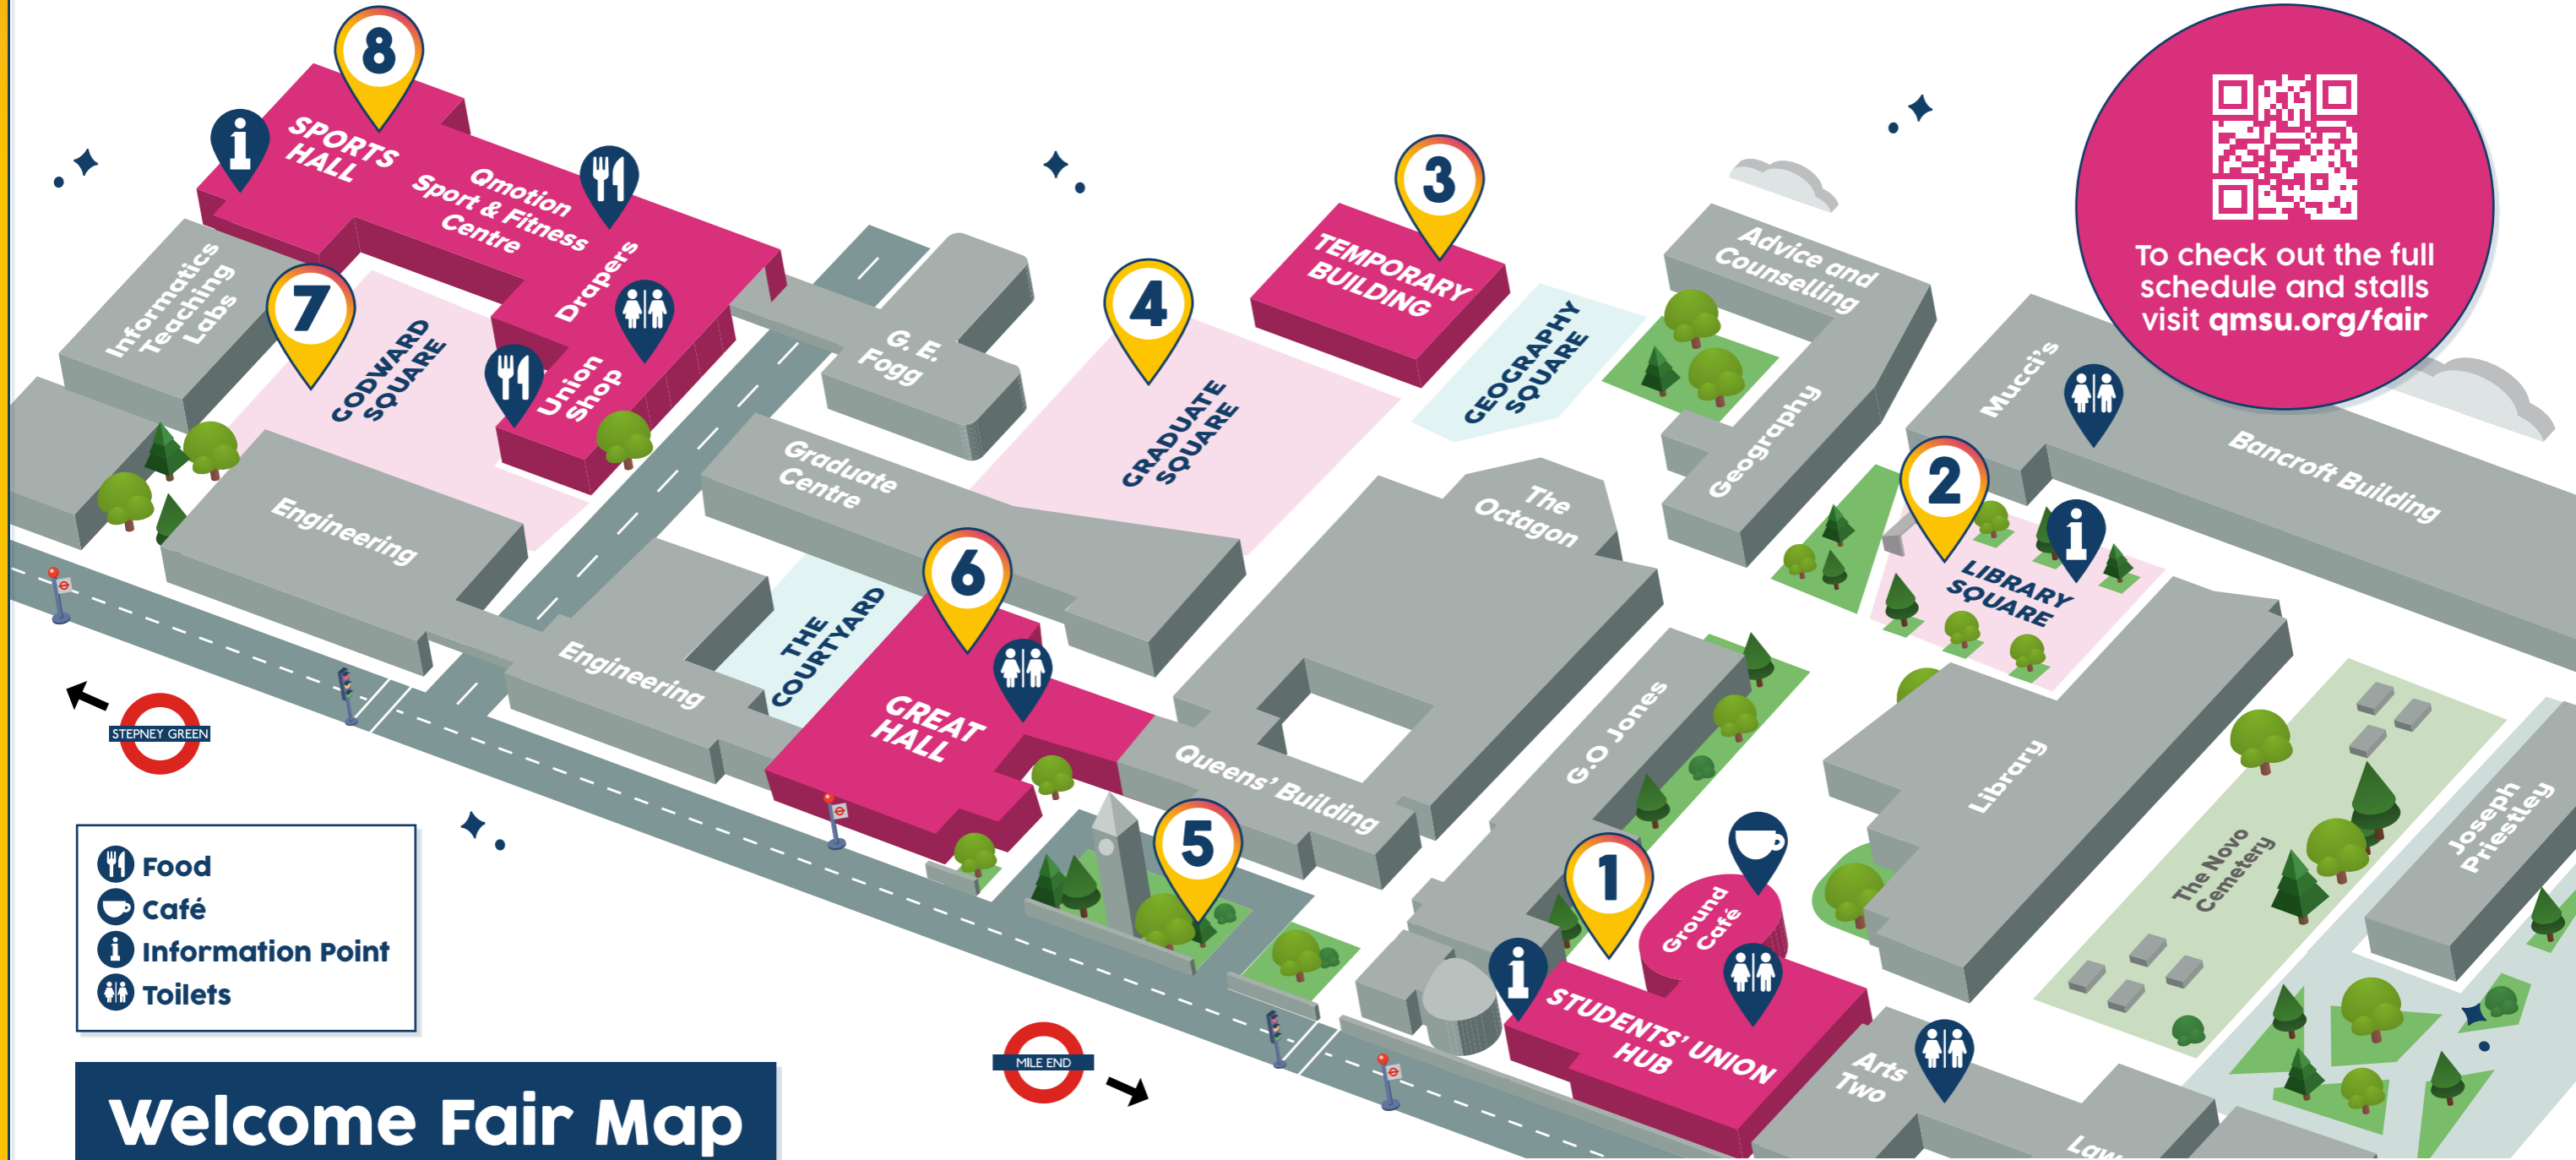 8
SPORTS
HALL
Qmotion
Sport & Fitness
Centre
Drapers
Union
Shop
Informatics
Teaching
Labs
7
GODWARD
SQUARE
Engineering
G. E.
Fogg
Graduate
Centre
4
GRADUATE
SQUARE
3
TEMPORARY
BUILDING
GEOGRAPHY
SQUARE
Advice and
Counselling
Geography
Mucci's
Bancroft Building
2
LIBRARY
SQUARE
To check out the full
schedule and stalls
visit qmsu.org/fair
The
Octagon
Engineering
THE
COURTYARD
6
GREAT
HALL
Queens' Building
5
G.O Jones
Library
The Novo
Cemetery
Joseph
Priestley
1
Ground
Café
STUDENTS' UNION
HUB
Arts
Two
Law
STEPNEY GREEN
MILE END
Food
Café
Information Point
Toilets
Welcome Fair Map